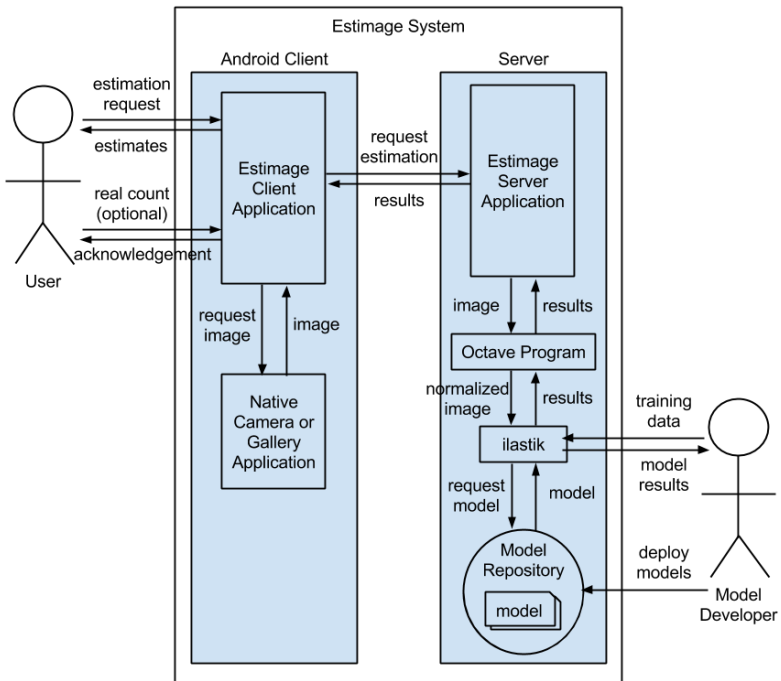 Estimage System
Android Client
Server
estimation
request
estimates
real count
(optional)
acknowledgement
User
Estimage
Client
Application
request
estimation
results
Estimage
Server
Application
request
image
image
Native
Camera or
Gallery
Application
image
results
Octave Program
normalized
image
results
ilastik
training
data
model
results
request
model
model
Model
Repository
model
deploy
models
Model
Developer